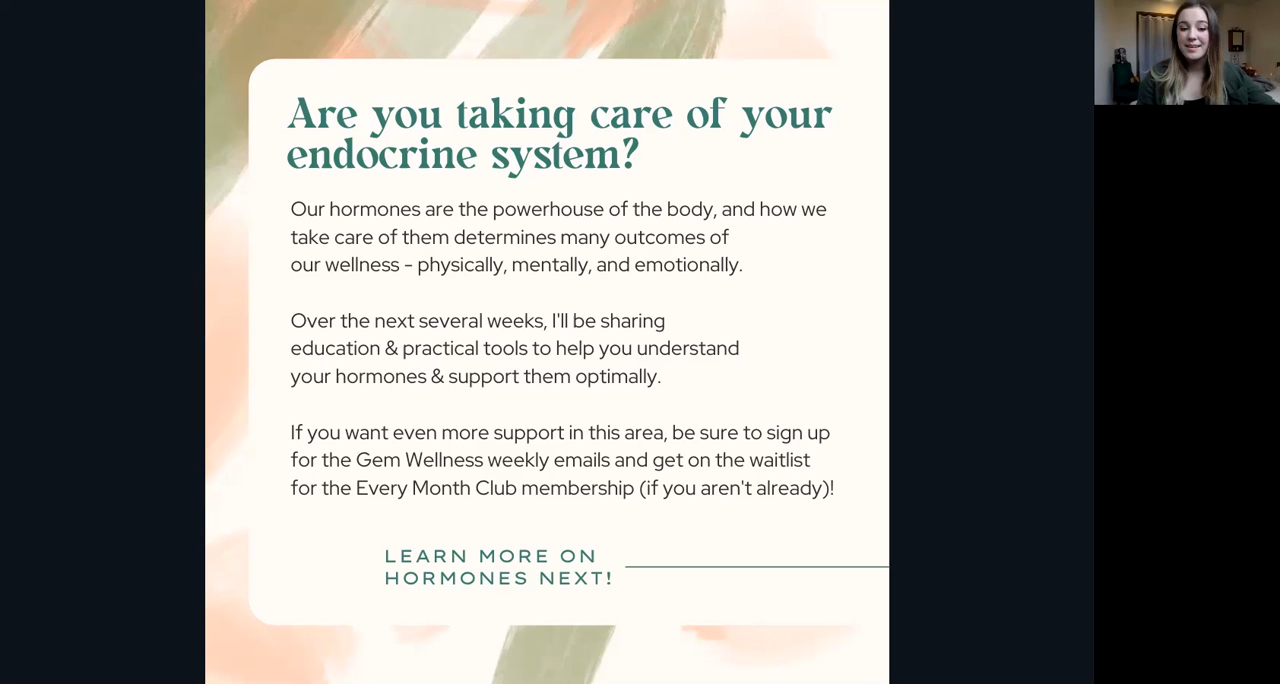 Are you taking care of your
endocrine system?
Our hormones are the powerhouse of the body, and how we
take care of them determines many outcomes of
our wellness - physically, mentally, and emotionally.
Over the next several weeks, I'll be sharing
education & practical tools to help you understand
your hormones & support them optimally.
If you want even more support in this area, be sure to sign up
for the Gem Wellness weekly emails and get on the waitlist
for the Every Month Club membership (if you aren't already)!
LEARN MORE ON
HORMONES NEXT!